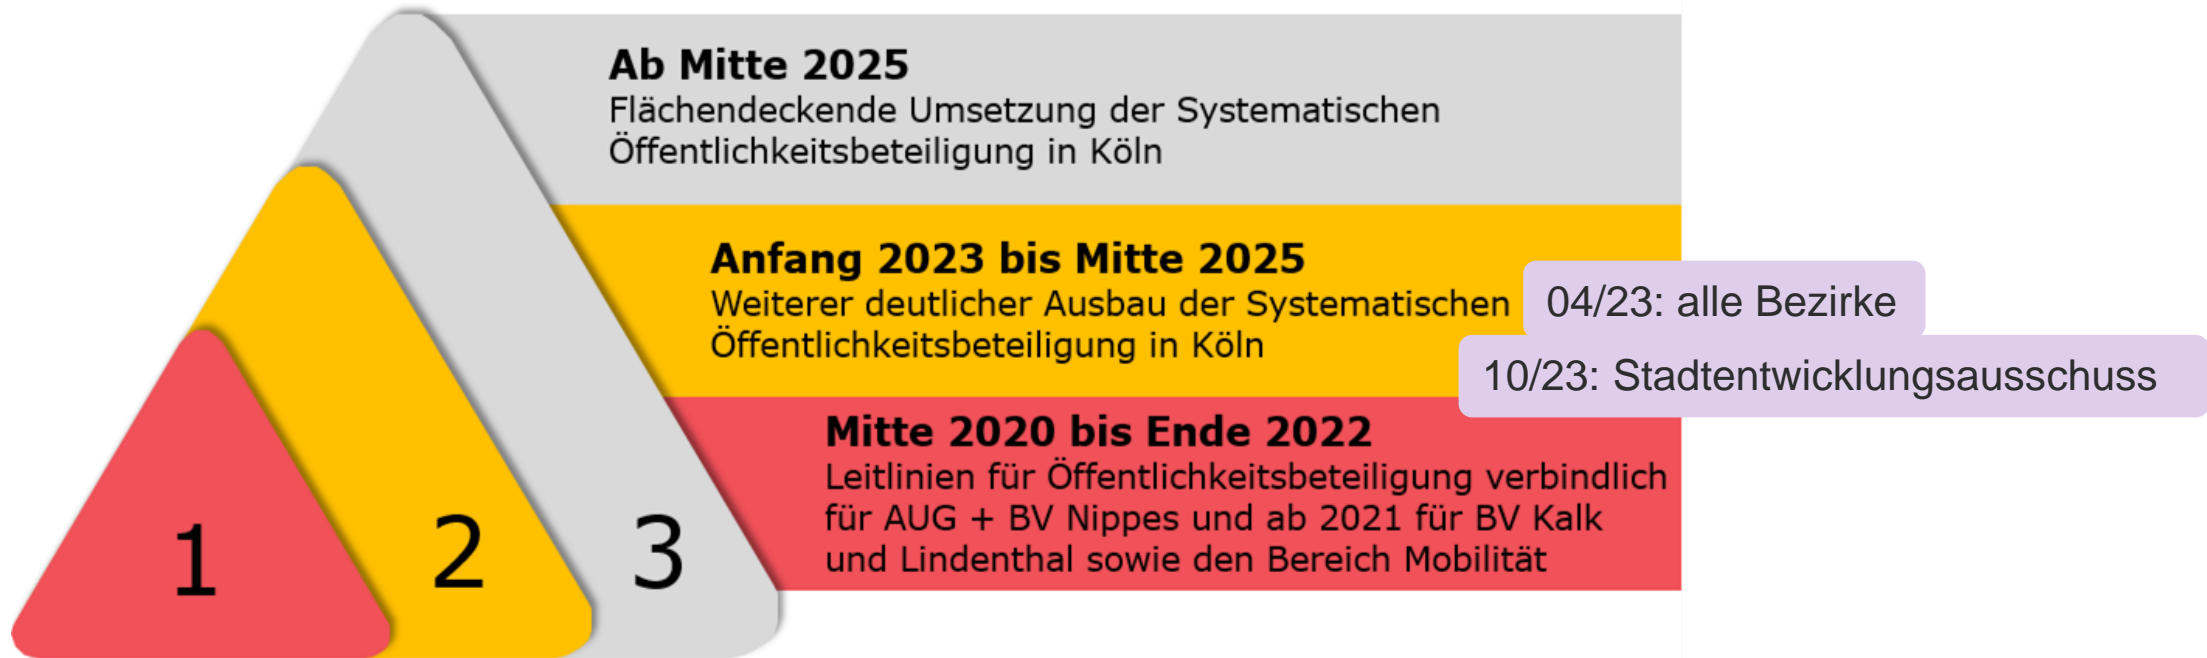 Ab Mitte 2025
Flächendeckende Umsetzung der Systematischen
Öffentlichkeitsbeteiligung in Köln
Anfang 2023 bis Mitte 2025
Weiterer deutlicher Ausbau der Systematischen
Öffentlichkeitsbeteiligung in Köln
04/23: alle Bezirke
10/23: Stadtentwicklungsausschuss
Mitte 2020 bis Ende 2022
Leitlinien für Öffentlichkeitsbeteiligung verbindlich
für AUG + BV Nippes und ab 2021 für BV Kalk
und Lindenthal sowie den Bereich Mobilität
1
2
3